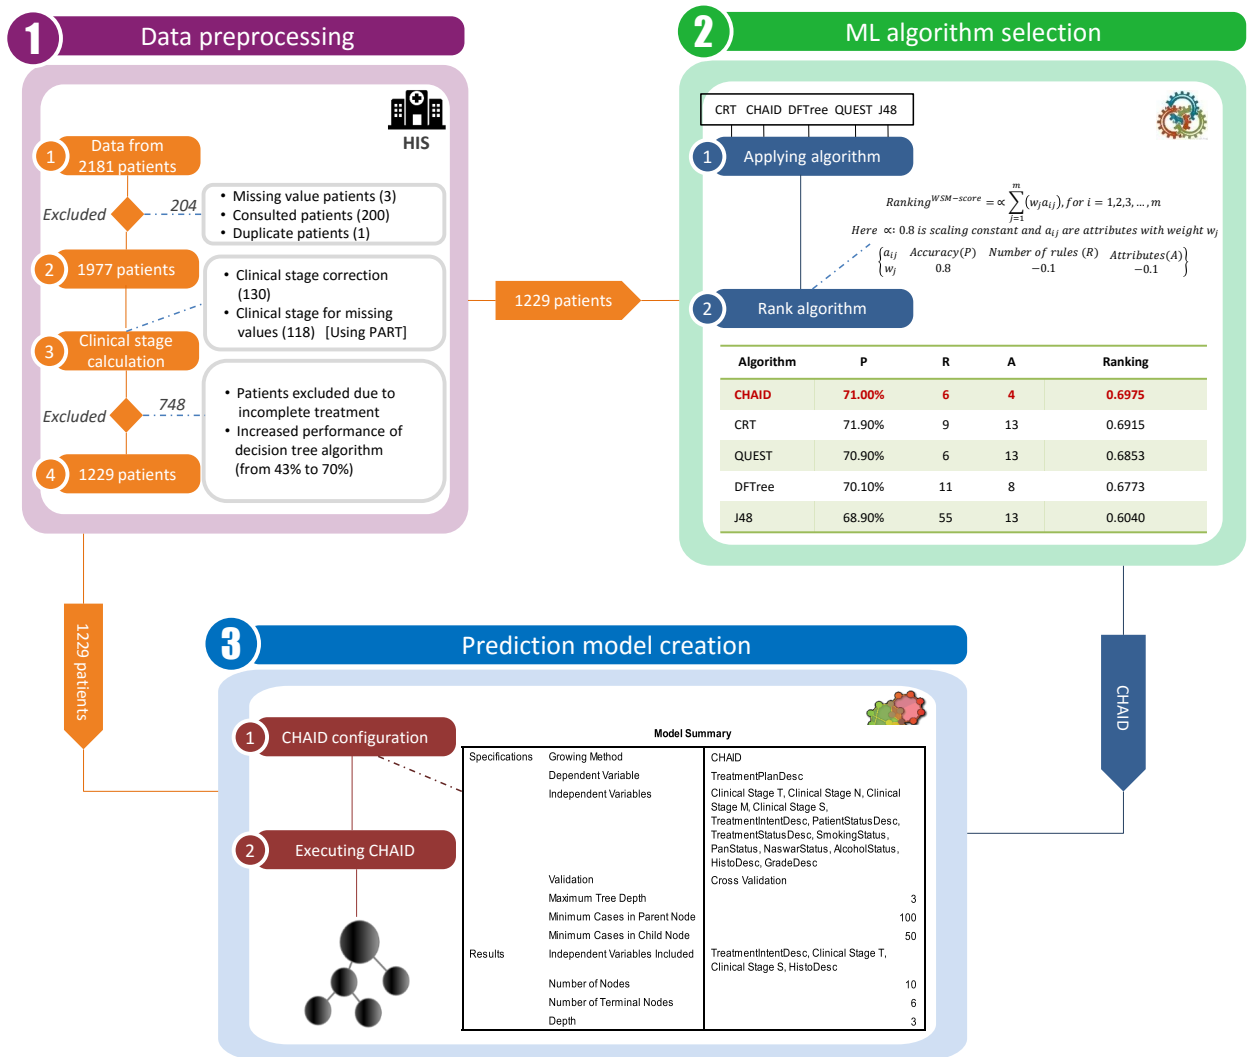 1 Data preprocessing
HIS
1 Data from
2181 patients
Excluded 204
• Missing value patients (3)
• Consulted patients (200)
• Duplicate patients (1)
2 1977 patients
• Clinical stage correction
(130)
• Clinical stage for missing
values (118) [Using PART]
3 Clinical stage
calculation
Excluded 748
• Patients excluded due to
incomplete treatment
• Increased performance of
decision tree algorithm
(from 43% to 70%)
4 1229 patients
1229 patients
2 ML algorithm selection
CRT CHAID DFTree QUEST J48
1 Applying algorithm
Ranking^{WSM−score} = ∝ \sum_{j=1}^{m} (w_j a_{ij}), for i = 1,2,3, ..., m
Here ∝: 0.8 is scaling constant and a_{ij} are attributes with weight w_j
{a_{ij} Accuracy(P) Number of rules (R) Attributes(A)}
{w_j 0.8 −0.1 −0.1}
2 Rank algorithm
Algorithm P R A Ranking
CHAID 71.00% 6 4 0.6975
CRT 71.90% 9 13 0.6915
QUEST 70.90% 6 13 0.6853
DFTree 70.10% 11 8 0.6773
J48 68.90% 55 13 0.6040
1229 patients
CHAID
3 Prediction model creation
1 CHAID configuration
2 Executing CHAID
Model Summary
Specifications Growing Method CHAID
Dependent Variable TreatmentPlanDesc
Independent Variables Clinical Stage T, Clinical Stage N, Clinical
Stage M, Clinical Stage S,
TreatmentIntentDesc, PatientStatusDesc,
TreatmentStatusDesc, SmokingStatus,
PanStatus, NaswarStatus, AlcoholStatus,
HistoDesc, GradeDesc
Validation Cross Validation
Maximum Tree Depth 3
Minimum Cases in Parent Node 100
Minimum Cases in Child Node 50
Results Independent Variables Included TreatmentIntentDesc, Clinical Stage T,
Clinical Stage S, HistoDesc
Number of Nodes 10
Number of Terminal Nodes 6
Depth 3